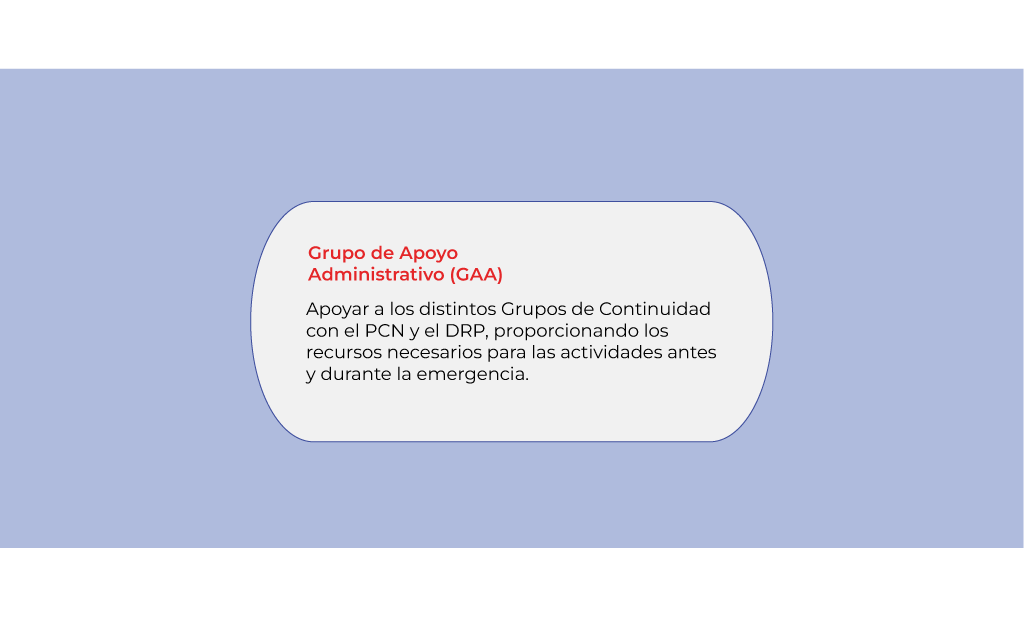 Grupo de Apoyo
Administrativo (GAA)
Apoyar a los distintos Grupos de Continuidad
con el PCN y el DRP, proporcionando los
recursos necesarios para las actividades antes
y durante la emergencia.